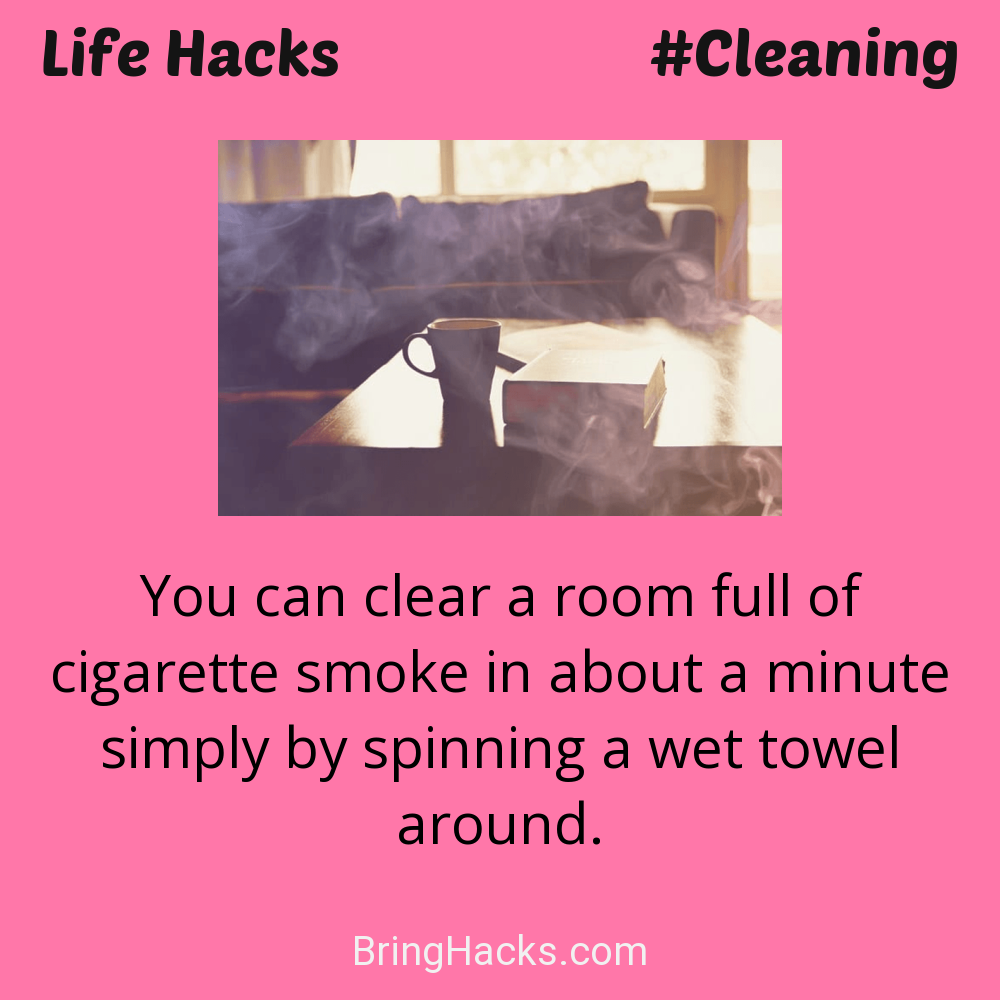 Life Hacks
#Cleaning
You can clear a room full of
cigarette smoke in about a minute
simply by spinning a wet towel
around.
BringHacks.com